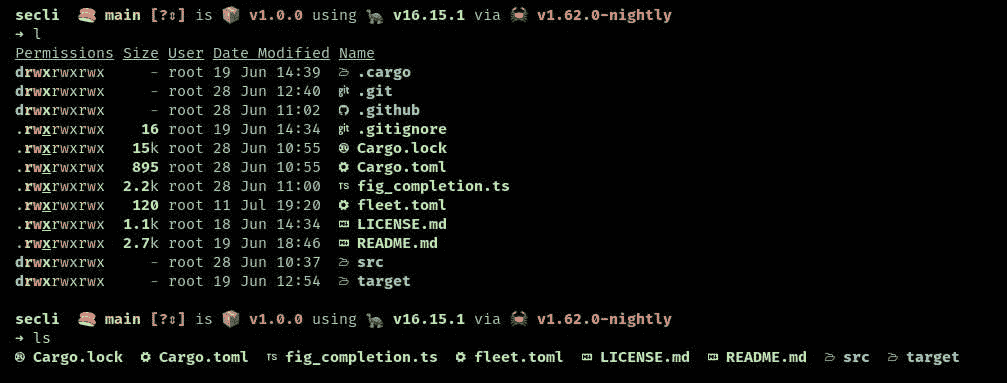 secli main [?⇕] is v1.0.0 using v16.15.1 via v1.62.0-nightly
➜ l
Permissions Size User Date Modified Name
drwxrwxrwx - root 19 Jun 14:39 .cargo
drwxrwxrwx - root 28 Jun 12:40 .git
drwxrwxrwx - root 28 Jun 11:02 .github
.rwxrwxrwx 16 root 19 Jun 14:34 .gitignore
.rwxrwxrwx 15k root 28 Jun 10:55 Cargo.lock
.rwxrwxrwx 895 root 28 Jun 10:55 Cargo.toml
.rwxrwxrwx 2.2k root 28 Jun 11:00 TS fig_completion.ts
.rwxrwxrwx 120 root 11 Jul 19:20 fleet.toml
.rwxrwxrwx 1.1k root 18 Jun 14:34 LICENSE.md
.rwxrwxrwx 2.7k root 19 Jun 18:46 README.md
drwxrwxrwx - root 28 Jun 10:37 src
drwxrwxrwx - root 19 Jun 12:54 target
secli main [?⇕] is v1.0.0 using v16.15.1 via v1.62.0-nightly
➜ ls
Cargo.lock Cargo.toml TS fig_completion.ts fleet.toml LICENSE.md README.md src target